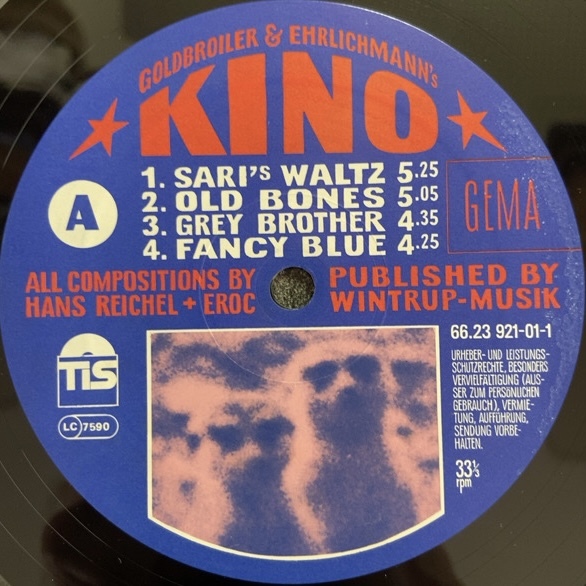 GOLDBROILER & EHRLICHMANN's
KINO
1. SARI's WALTZ 5.25
2. OLD BONES 5.05
3. GREY BROTHER 4.35
4. FANCY BLUE 4.25
A
GEMA
ALL COMPOSITIONS BY
HANS REICHEL + EROC
PUBLISHED BY
WINTRUP-MUSIK
66.23 921-01-1
TiS
LC 7590
URHEBER- UND LEISTUNGS-
SCHUTZRECHTE, BESONDERS
VERVIELFÄLTIGUNG (AUS-
SER ZUM PERSÖNLICHEN
GEBRAUCH), VERMIE-
TUNG, AUFFÜHRUNG,
SENDUNG VORBE-
HALTEN.
33⅓
rpm